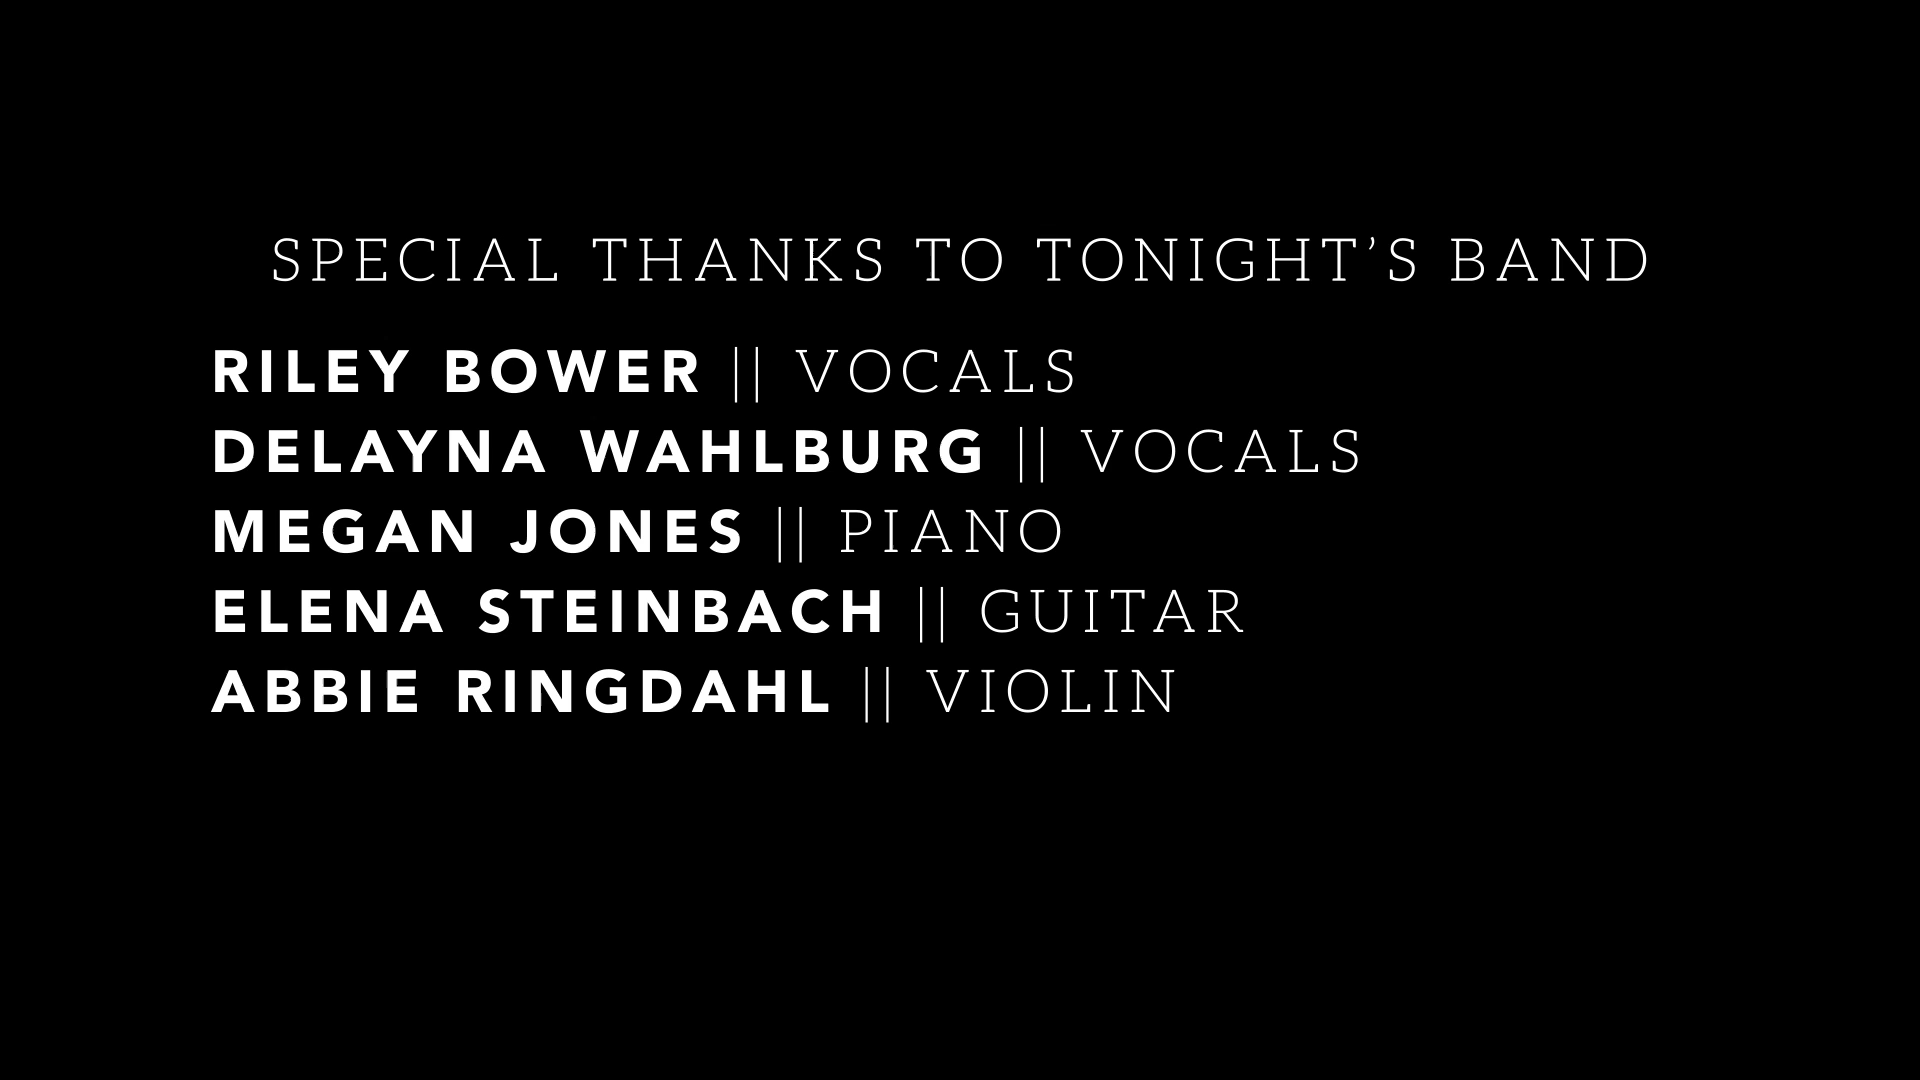 SPECIAL THANKS TO TONIGHT’S BAND
RILEY BOWER || VOCALS
DELAYNA WAHLBURG || VOCALS
MEGAN JONES || PIANO
ELENA STEINBACH || GUITAR
ABBIE RINGDAHL || VIOLIN